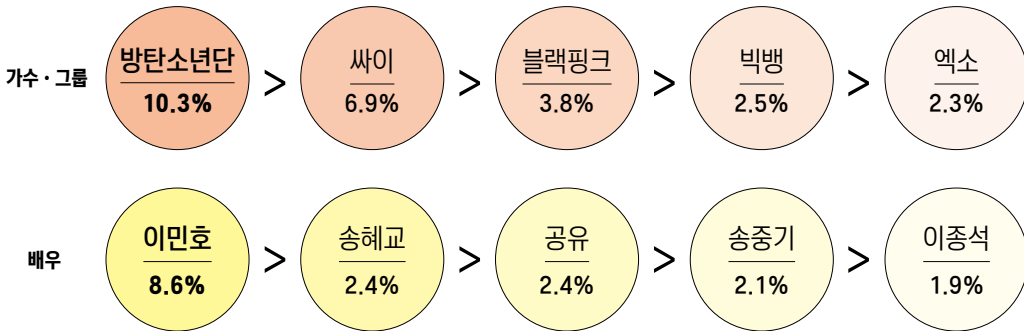 가수 · 그룹
방탄소년단
10.3%
>
싸이
6.9%
>
블랙핑크
3.8%
>
빅뱅
2.5%
>
엑소
2.3%
배우
이민호
8.6%
>
송혜교
2.4%
>
공유
2.4%
>
송중기
2.1%
>
이종석
1.9%